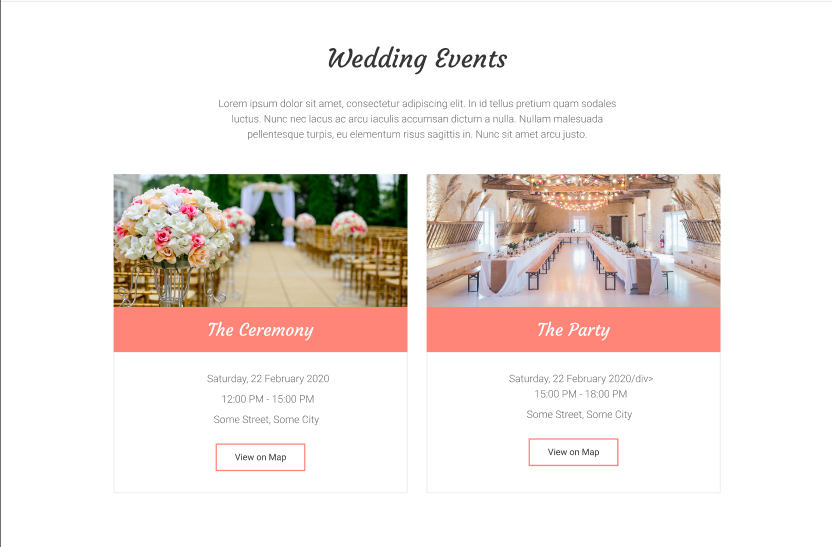 Wedding Events
Lorem ipsum dolor sit amet, consectetur adipiscing elit. In id tellus pretium quam sodales
luctus. Nunc nec lacus ac arcu iaculis accumsan dictum a nulla. Nullam malesuada
pellentesque turpis, eu elementum risus sagittis in. Nunc sit amet arcu justo.
The Ceremony
Saturday, 22 February 2020
12:00 PM - 15:00 PM
Some Street, Some City
View on Map
The Party
Saturday, 22 February 2020/div>
15:00 PM - 18:00 PM
Some Street, Some City
View on Map